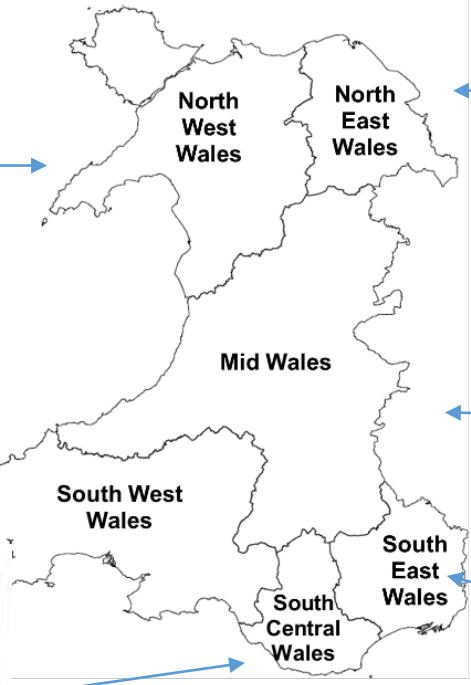 North
West
Wales
North
East
Wales
Mid Wales
South West
Wales
South
East
Wales
South
Central
Wales